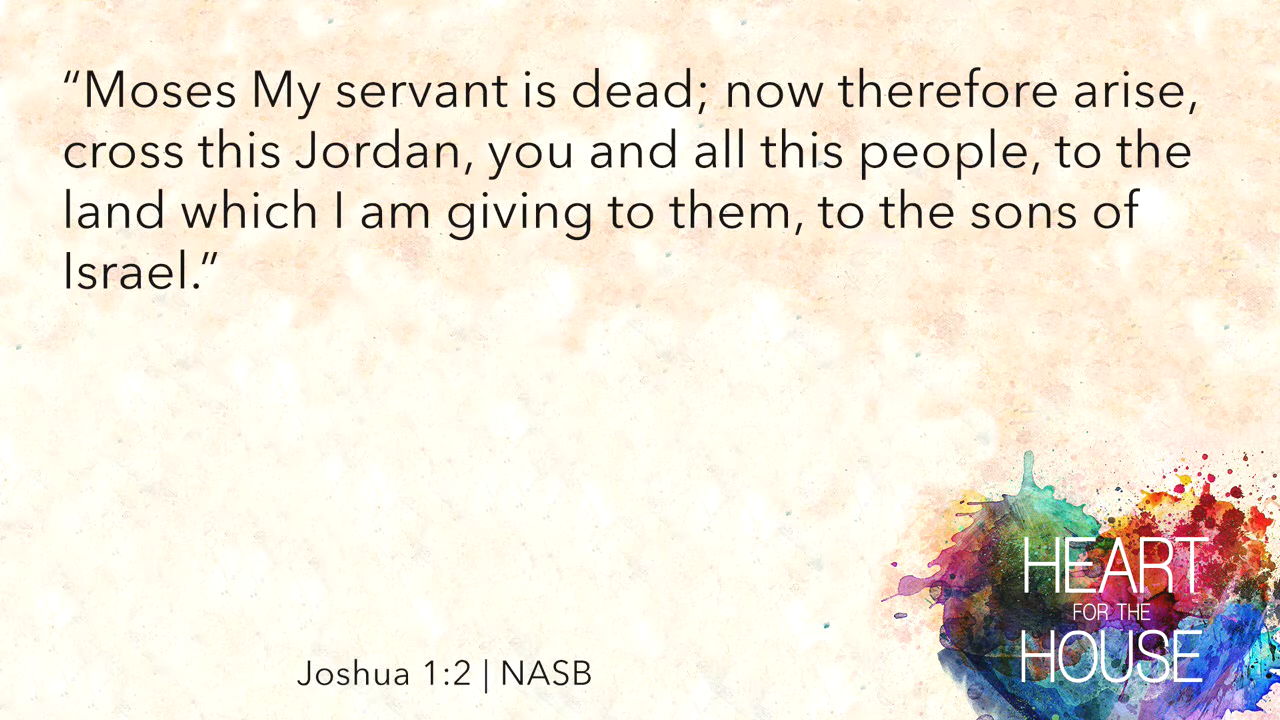 “Moses My servant is dead; now therefore arise,
cross this Jordan, you and all this people, to the
land which I am giving to them, to the sons of
Israel.”
HEART
FOR THE
HOUSE
Joshua 1:2 | NASB